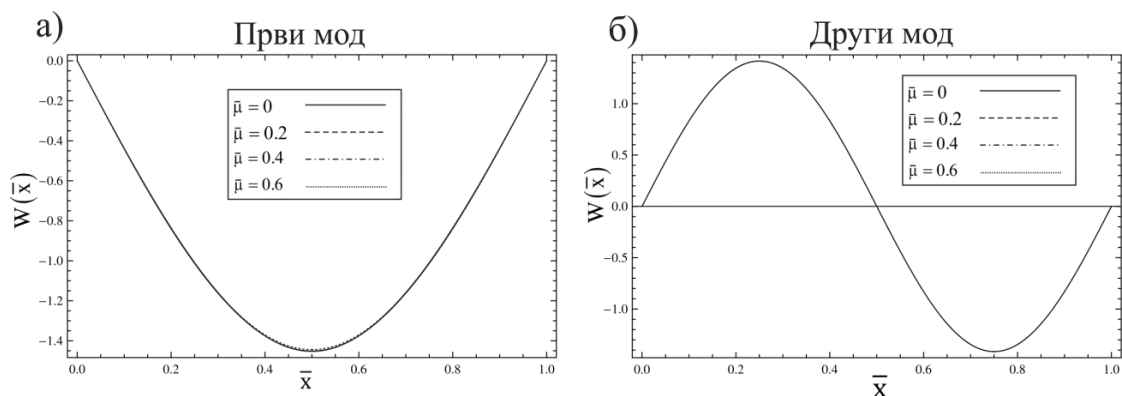 а)
Први мод
0.0
−0.2
−0.4
−0.6
−0.8
−1.0
−1.2
−1.4
W(x̄)
μ̄ = 0
μ̄ = 0.2
μ̄ = 0.4
μ̄ = 0.6
0.0 0.2 0.4 0.6 0.8 1.0
x̄
б)
Други мод
1.0
0.5
0.0
−0.5
−1.0
W(x̄)
μ̄ = 0
μ̄ = 0.2
μ̄ = 0.4
μ̄ = 0.6
0.0 0.2 0.4 0.6 0.8 1.0
x̄